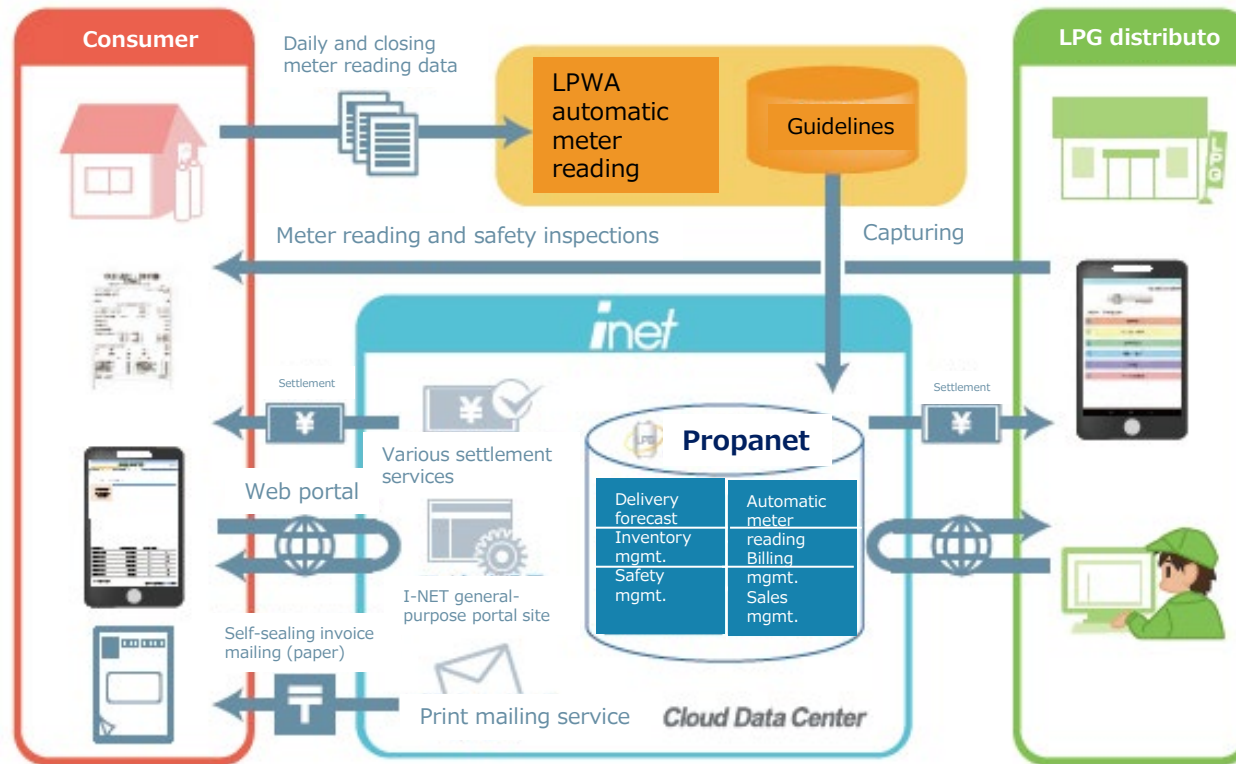 Consumer
Daily and closing
meter reading data
LPWA
automatic
meter
reading
Guidelines
LPG distributo
LPG
Meter reading and safety inspections
Capturing
inet
Settlement
¥
¥
Various settlement
services
Settlement
¥
LPG
Propanet
Delivery
forecast
Inventory
mgmt.
Safety
mgmt.
Automatic
meter
reading
Billing
mgmt.
Sales
mgmt.
Web portal
I-NET general-
purpose portal site
Self-sealing invoice
mailing (paper)
〒
Print mailing service
Cloud Data Center